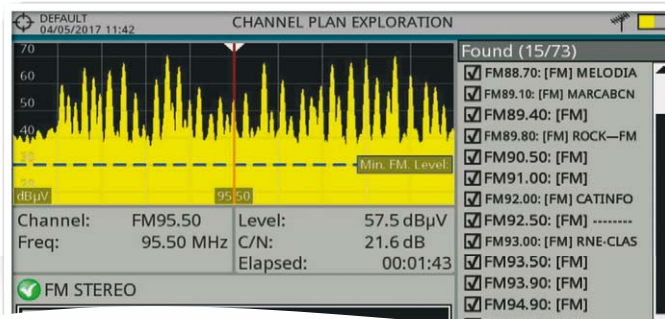 DEFAULT
04/05/2017 11:42
CHANNEL PLAN EXPLORATION
70
60
50
40
30
20
Min. FM. Level:
dBµV
95.50
Channel: FM95.50
Freq: 95.50 MHz
Level: 57.5 dBµV
C/N: 21.6 dB
Elapsed: 00:01:43
FM STEREO
Found (15/73)
FM88.70: [FM] MELODIA
FM89.10: [FM] MARCABCN
FM89.40: [FM]
FM89.80: [FM] ROCK—FM
FM90.50: [FM]
FM91.00: [FM]
FM92.00: [FM] CATINFO
FM92.50: [FM] --------
FM93.00: [FM] RNE-CLAS
FM93.50: [FM]
FM93.90: [FM]
FM94.90: [FM]